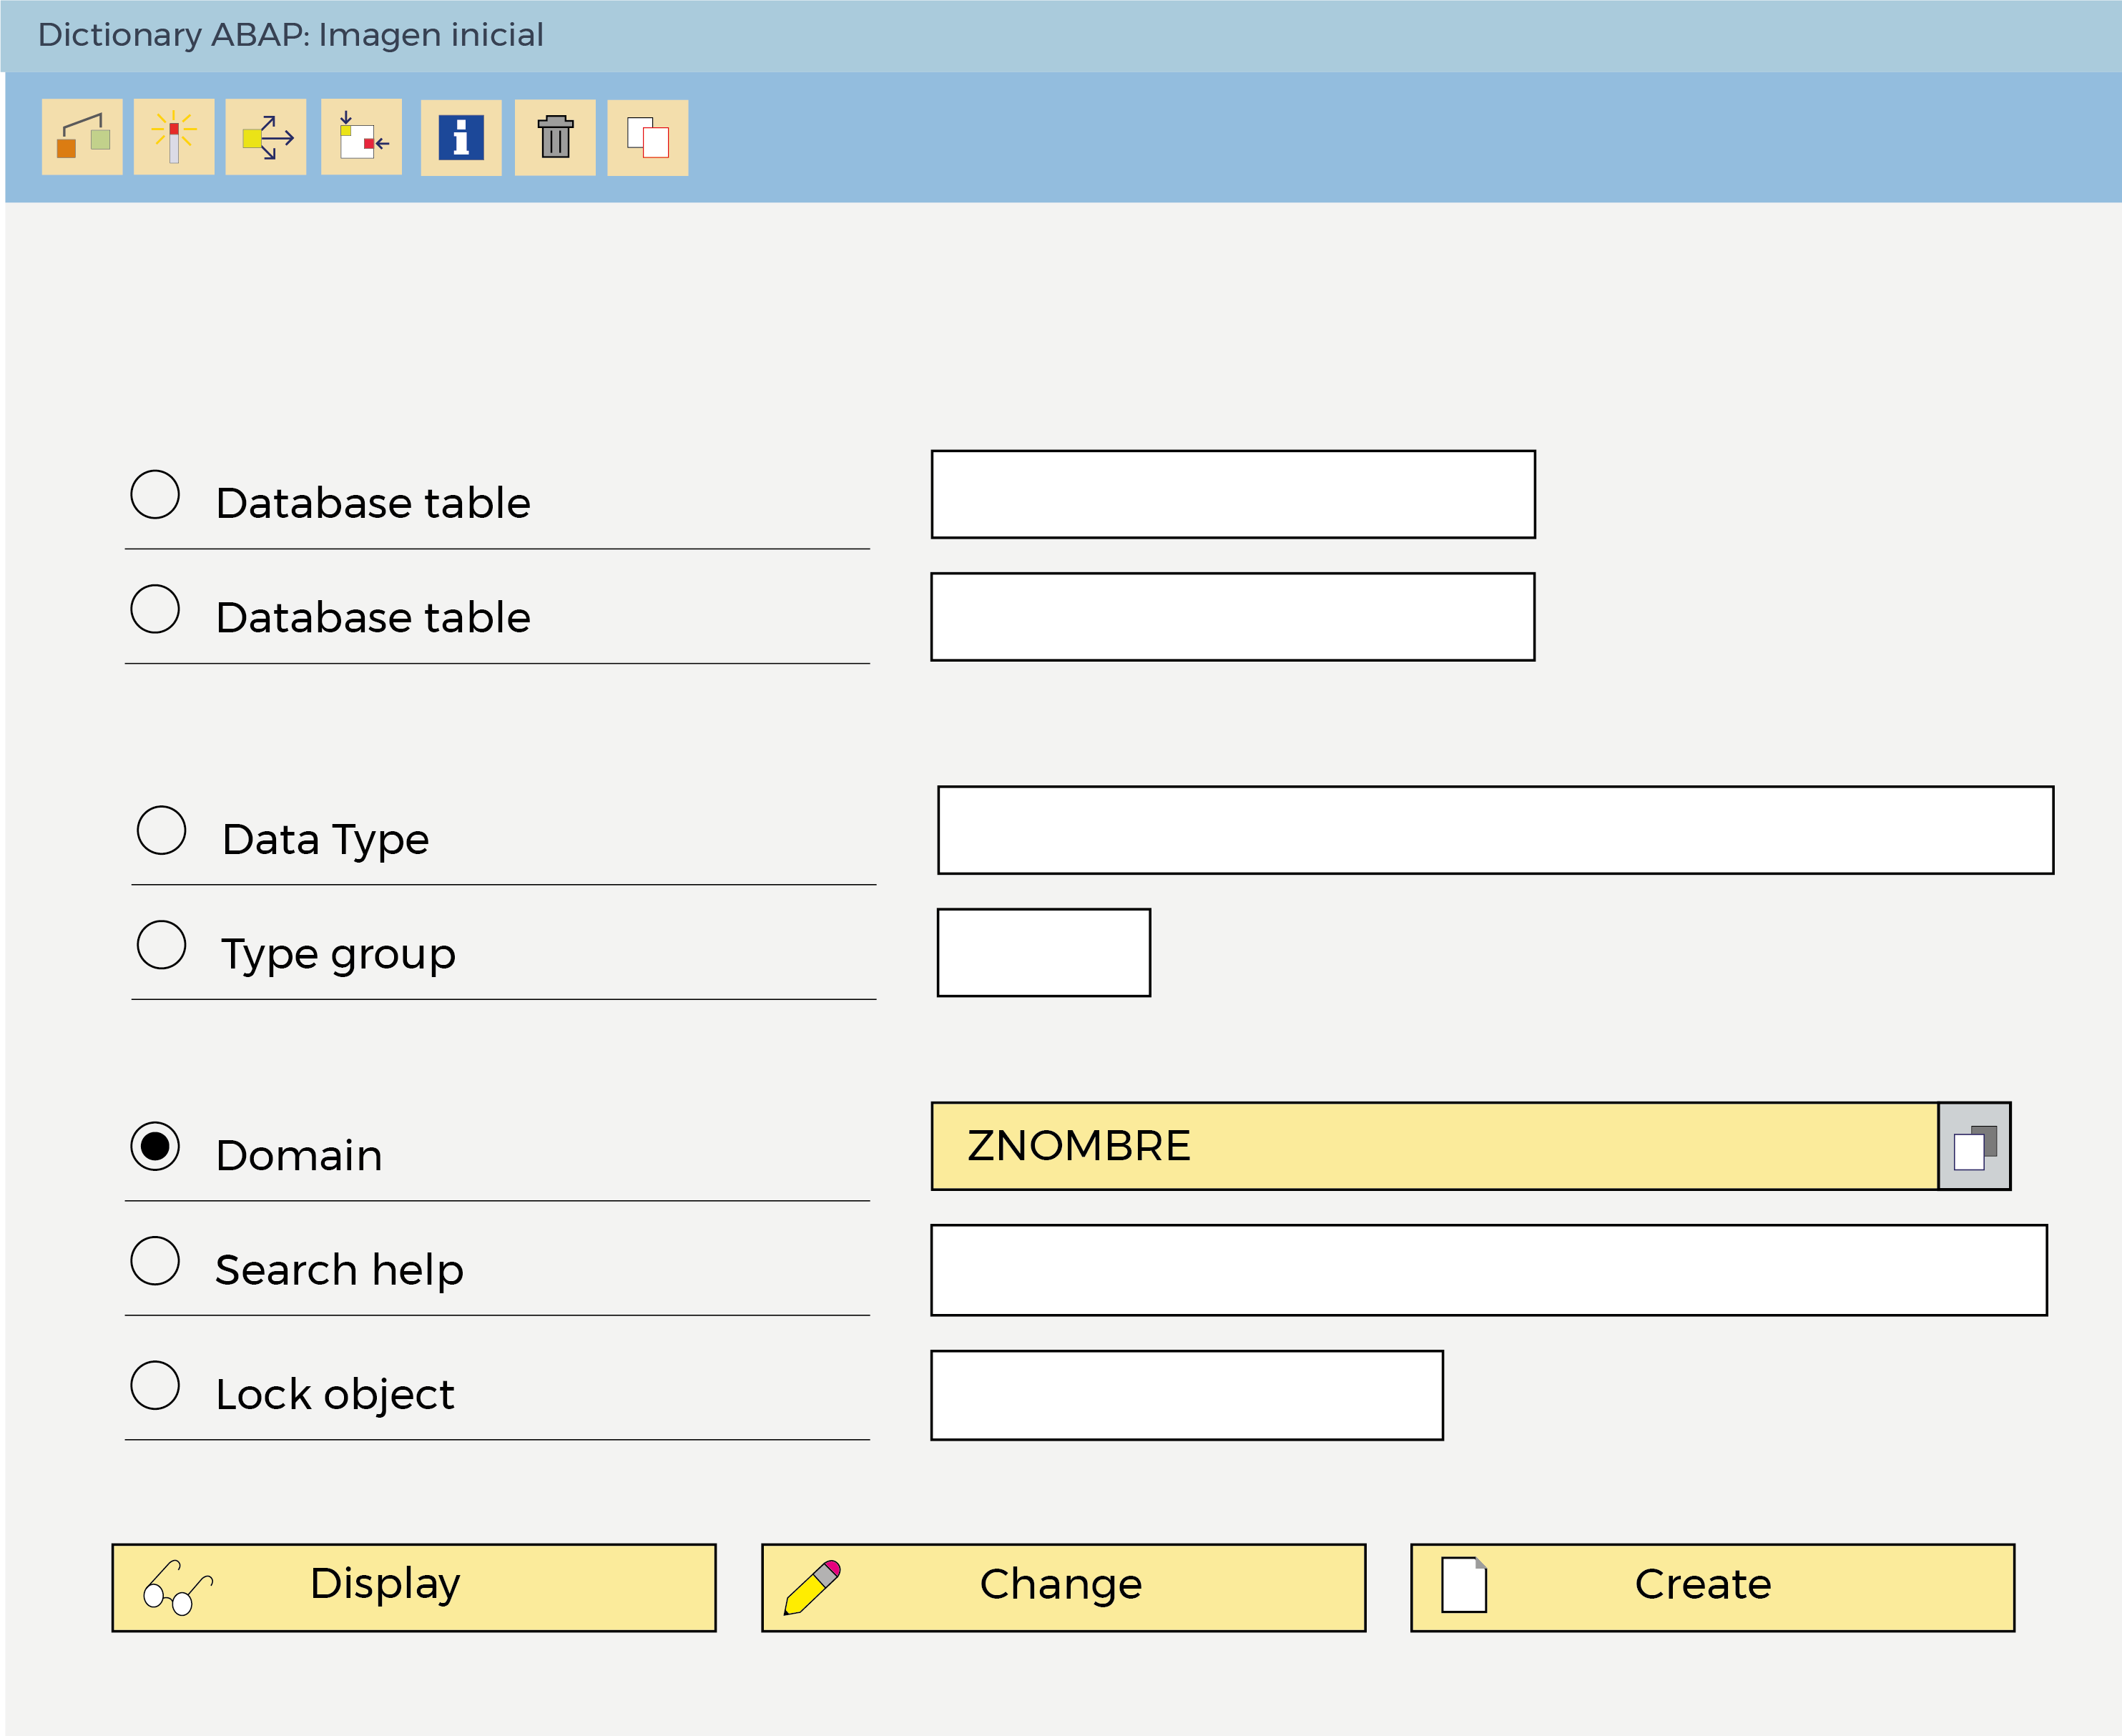 Dictionary ABAP: Imagen inicial
Database table
Database table
Data Type
Type group
Domain
ZNOMBRE
Search help
Lock object
Display
Change
Create